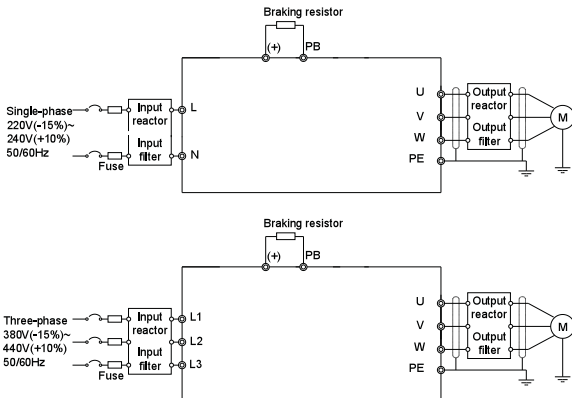 Braking resistor
(+) PB
Single-phase
220V(-15%)~
240V(+10%)
50/60Hz
Fuse
Input
reactor
Input
filter
L
N
U
V
W
PE
Output
reactor
Output
filter
M
Braking resistor
(+) PB
Three-phase
380V(-15%)~
440V(+10%)
50/60Hz
Fuse
Input
reactor
Input
filter
L1
L2
L3
U
V
W
PE
Output
reactor
Output
filter
M